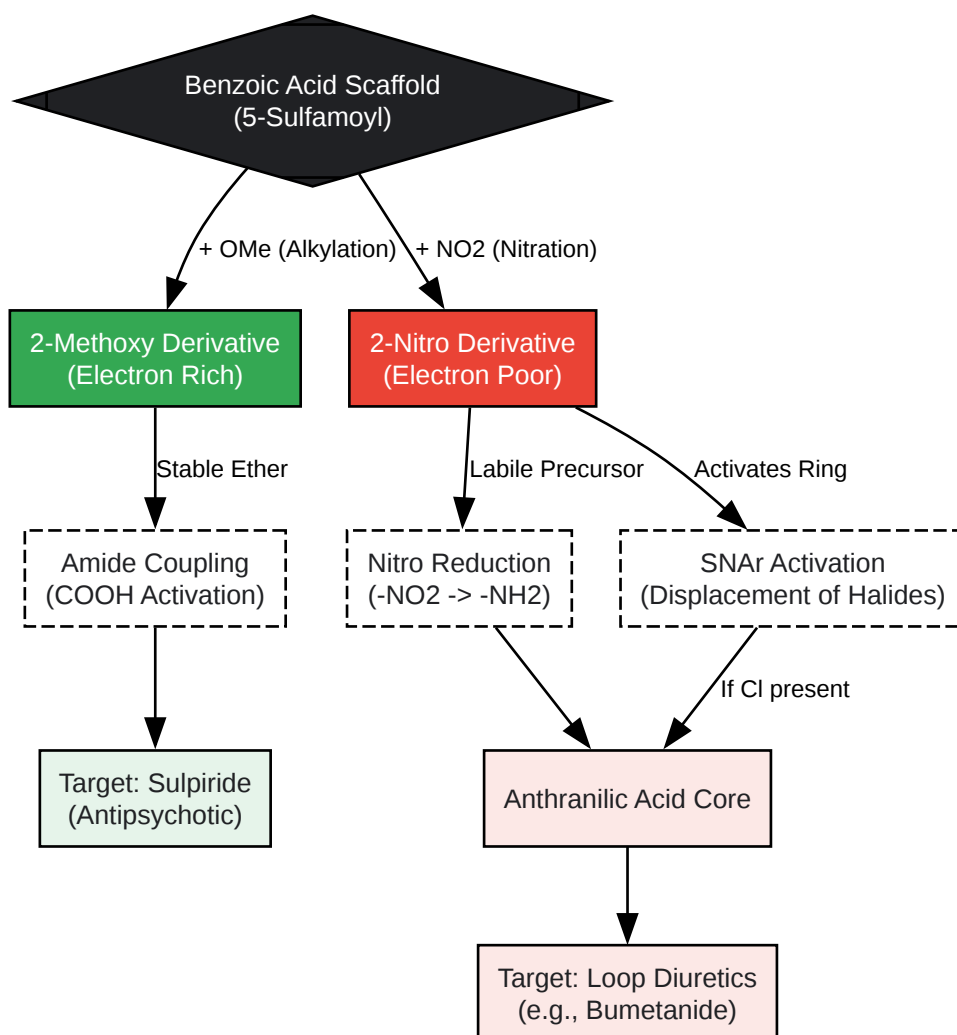 Benzoic Acid Scaffold
(5-Sulfamoyl)
+ OMe (Alkylation)
+ NO2 (Nitration)
2-Methoxy Derivative
(Electron Rich)
2-Nitro Derivative
(Electron Poor)
Stable Ether
Labile Precursor
Activates Ring
Amide Coupling
(COOH Activation)
Nitro Reduction
(-NO2 -> -NH2)
SNAr Activation
(Displacement of Halides)
If Cl present
Target: Sulpiride
(Antipsychotic)
Anthranilic Acid Core
Target: Loop Diuretics
(e.g., Bumetanide)